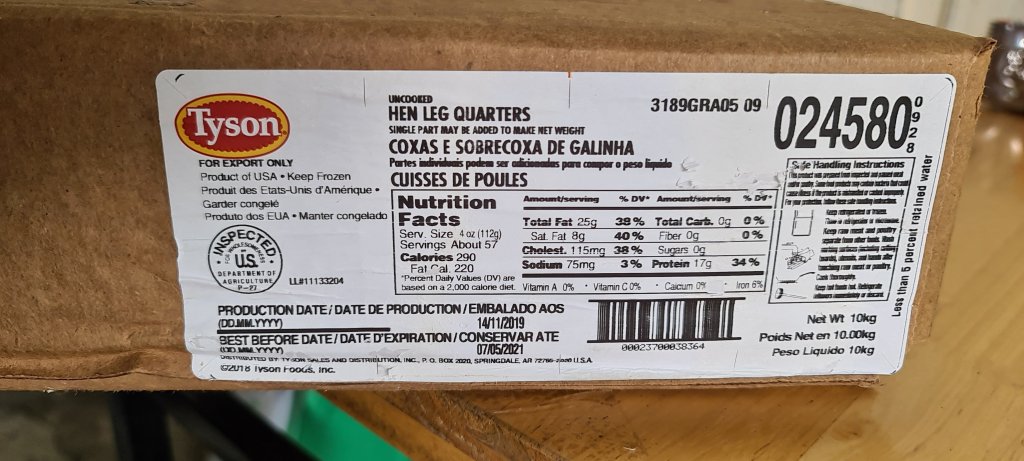 Tyson
FOR EXPORT ONLY
Product of USA • Keep Frozen
Produit des Etats-Unis d'Amérique •
Garder congelé
Produto dos EUA • Manter congelado
INSPECTED
FOR WHOLESOMENESS BY
U.S.
DEPARTMENT OF
AGRICULTURE
P-27
LL#11133204
UNCOOKED
HEN LEG QUARTERS
SINGLE PART MAY BE ADDED TO MAKE NET WEIGHT
COXAS E SOBRECOXA DE GALINHA
Partes individuais podem ser adicionadas para compor o peso liquido
CUISSES DE POULES
3189GRA05 09
024580
0928
Nutrition
Facts
Serv. Size 4 oz (112g)
Servings About 57
Calories 290
Fat Cal. 220
*Percent Daily Values (DV) are
based on a 2,000 calorie diet.
Amount/serving % DV* Amount/serving % DV*
Total Fat 25g 38% Total Carb. 0g 0%
Sat. Fat 8g 40% Fiber 0g 0%
Cholest. 115mg 38% Sugars 0g
Sodium 75mg 3% Protein 17g 34%
Vitamin A 0% • Vitamin C 0% • Calcium 0% • Iron 6%
Safe Handling Instructions
Less than 5 percent retained water
PRODUCTION DATE / DATE DE PRODUCTION / EMBALADO AOS
(DD.MM.YYYY) 14/11/2019
BEST BEFORE DATE / DATE D'EXPIRATION / CONSERVAR ATE
(DD.MM.YYYY) 07/05/2021
DISTRIBUTED BY TYSON SALES AND DISTRIBUTION, INC., P. O. BOX 2020, SPRINGDALE, AR 72765-2020 U.S.A.
©2018 Tyson Foods, Inc.
00023700038364
Net Wt 10kg
Poids Net en 10.00kg
Peso Liquido 10kg